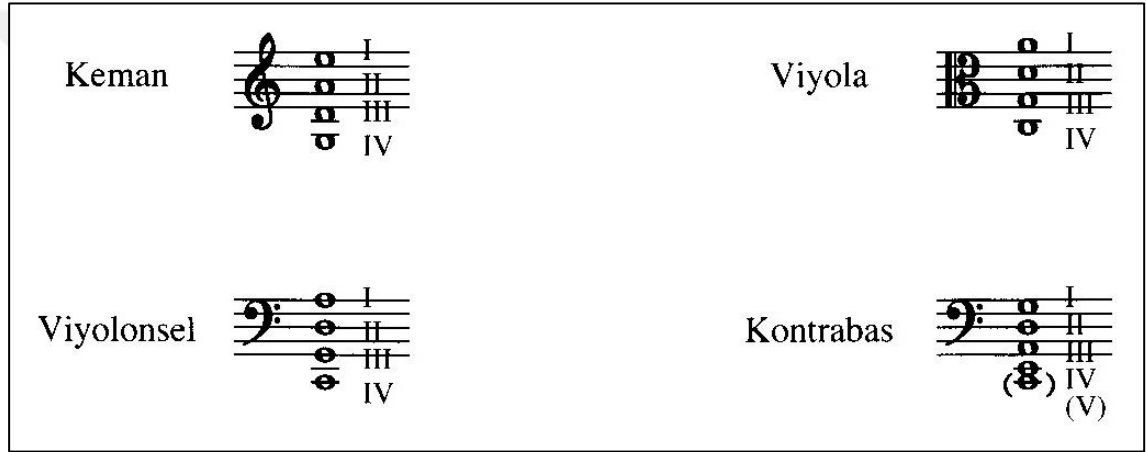 Keman I
II
III
IV
Viyola I
II
III
IV
Viyolonsel I
II
III
IV
Kontrabas I
II
III
IV
(V)